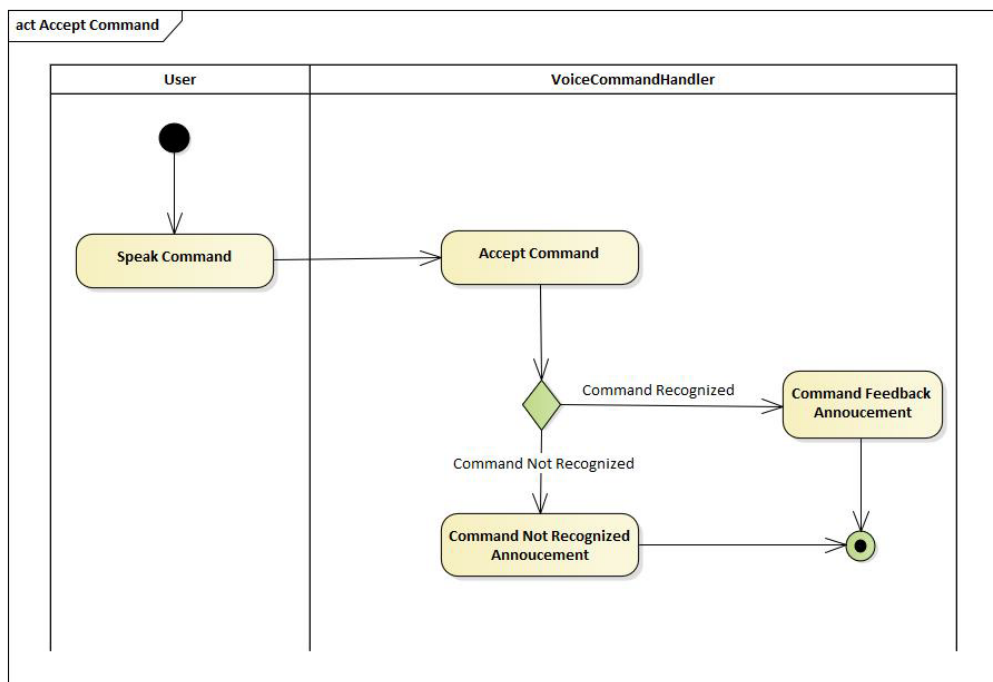 act Accept Command
User
VoiceCommandHandler
Speak Command
Accept Command
Command Recognized
Command Feedback
Annoucement
Command Not Recognized
Command Not Recognized
Annoucement